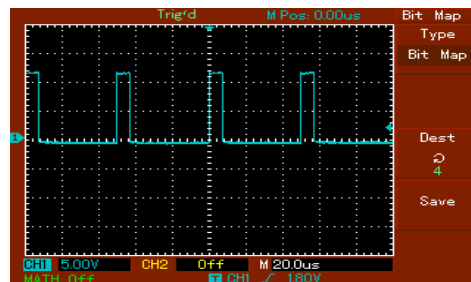 Trig'd M Pos: 0.00us Bit Map
Type
Bit Map
1
Dest
4
Save
CH1 5.00V CH2 Off M 20.0us
MATH Off T CH1 180V